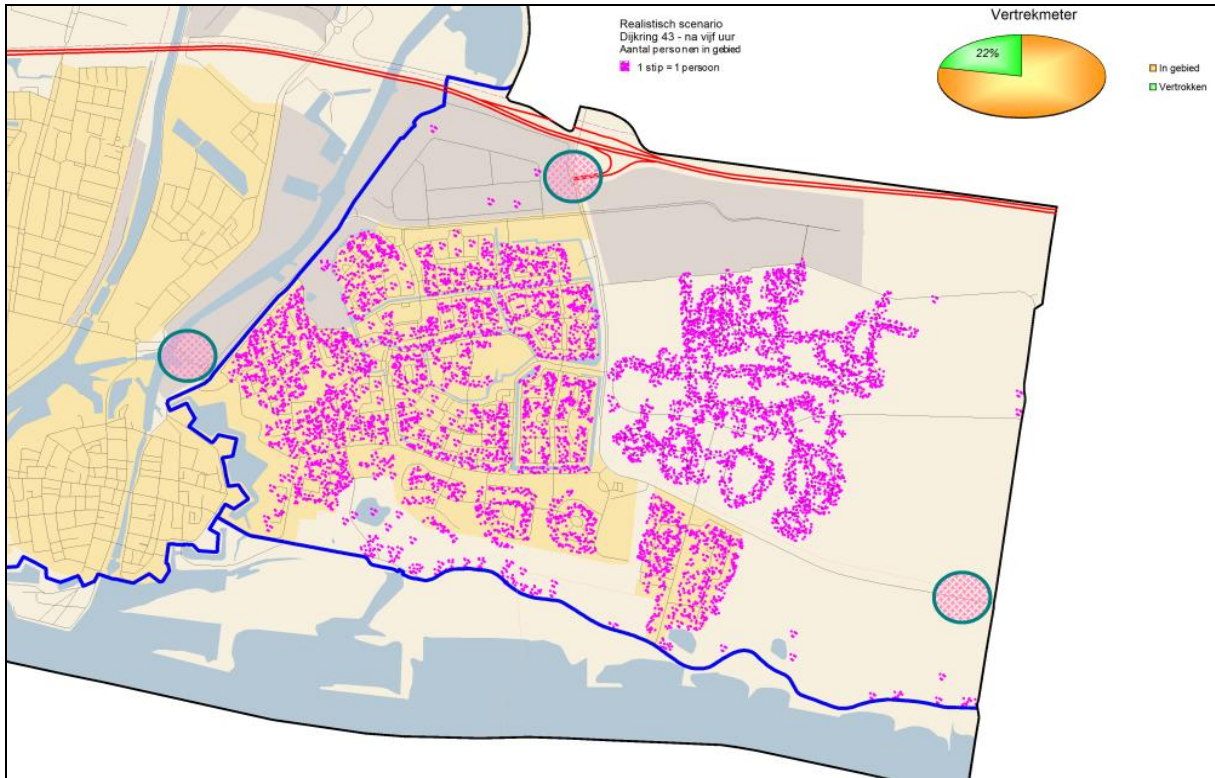 Realistisch scenario
Dijkring 43 - na vijf uur
Aantal personen in gebied
1 stip = 1 persoon
Vertrekmeter
22%
In gebied
Vertrokken